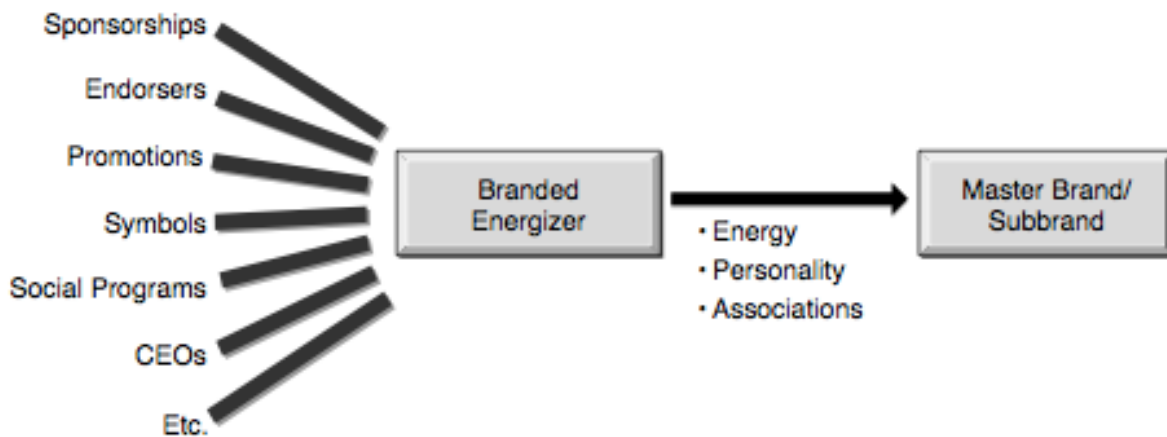 Sponsorships
Endorsers
Promotions
Symbols
Social Programs
CEOs
Etc.
Branded
Energizer
• Energy
• Personality
• Associations
Master Brand/
Subbrand